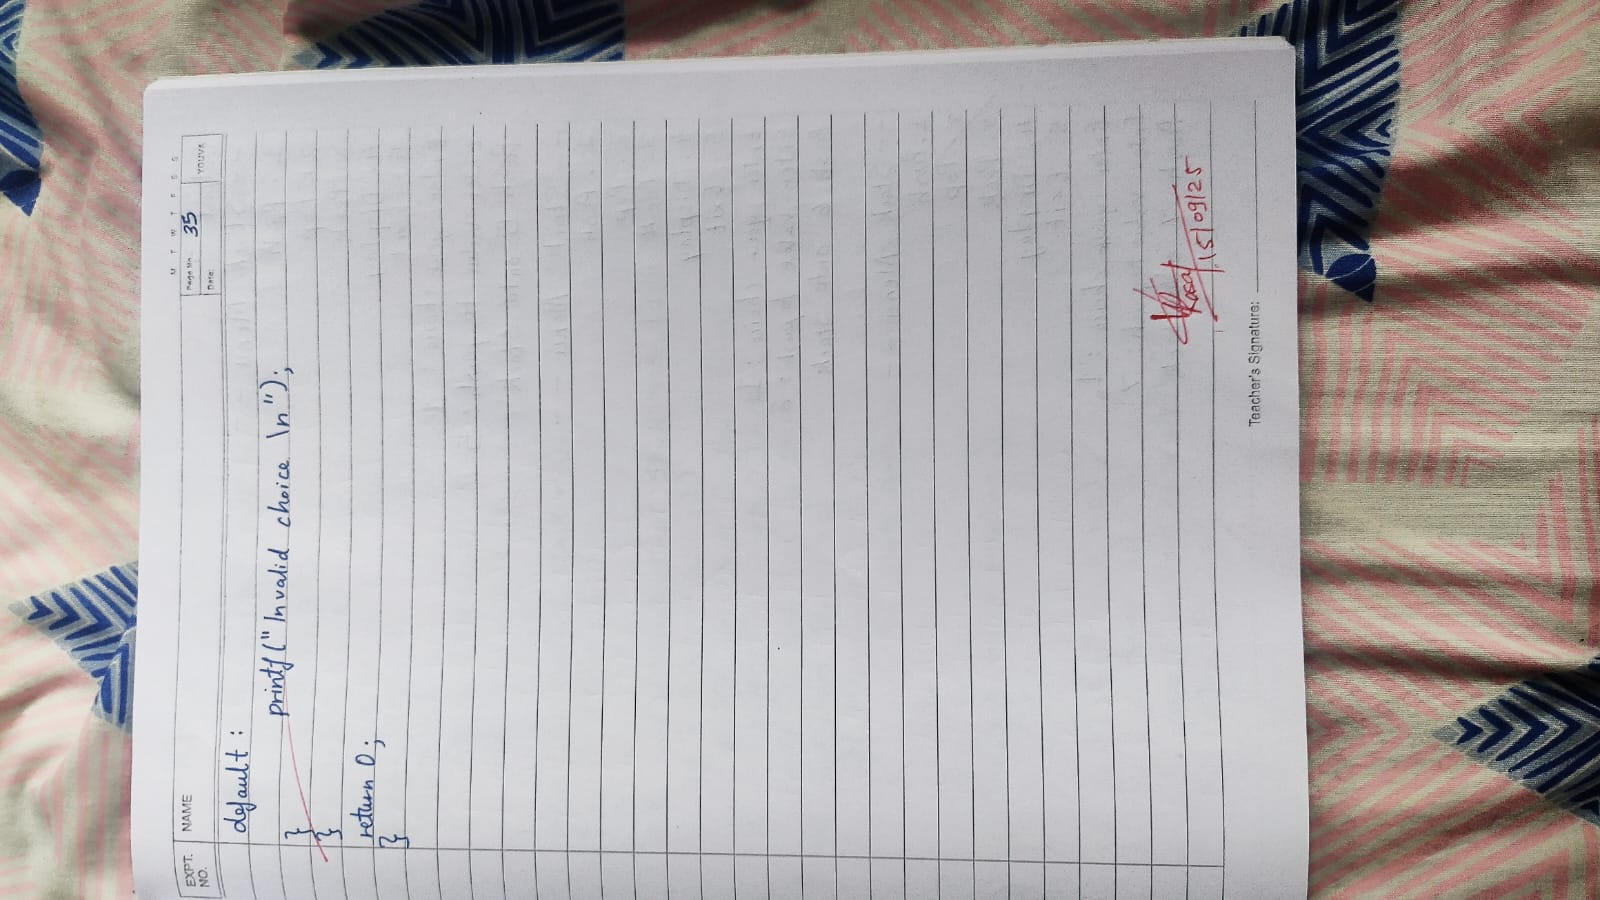 M T W T F S S
Page No. 35
Date: YOUVA
EXPT. NO. NAME
default :
printf("Invalid choice \n");
}
}
return 0;
}
15/09/25
Teacher's Signature: